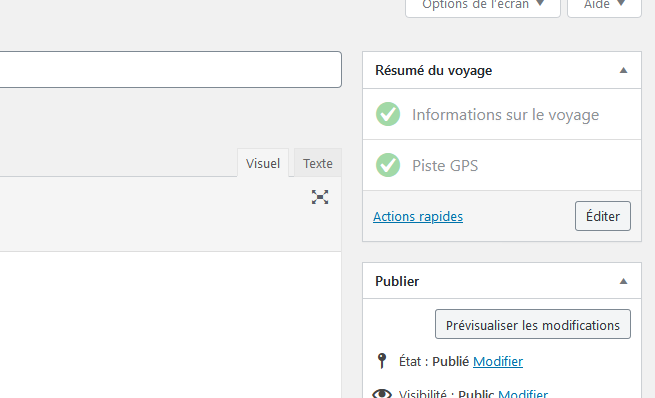 Options de l'écran
Aide
Résumé du voyage
Informations sur le voyage
Visuel
Texte
Piste GPS
Actions rapides
Éditer
Publier
Prévisualiser les modifications
État : Publié Modifier
Visibilité : Public Modifier